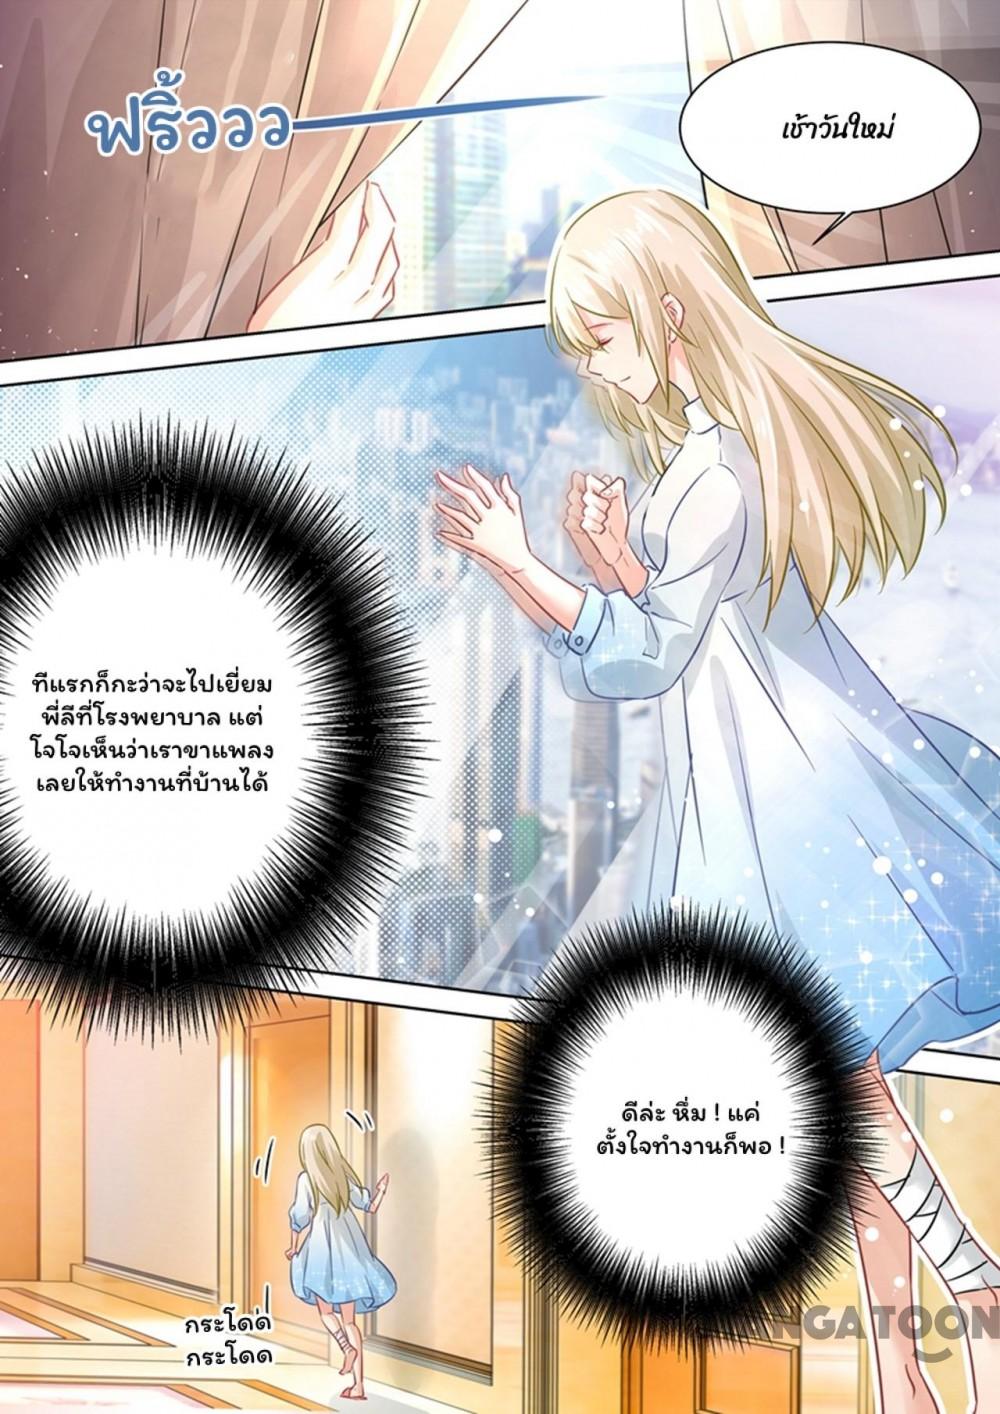 ฟริ้ววว
เช้าวันใหม่
ทีแรกก็กะว่าจะไปเยี่ยม
พี่ลีที่โรงพยาบาล แต่
โจโจเห็นว่าเราขาแพลง
เลยให้ทำงานที่บ้านได้
ดีล่ะ หึ่ม ! แค่
ตั้งใจทำงานก็พอ !
กระโดด่
กระโดด
MANGATOON